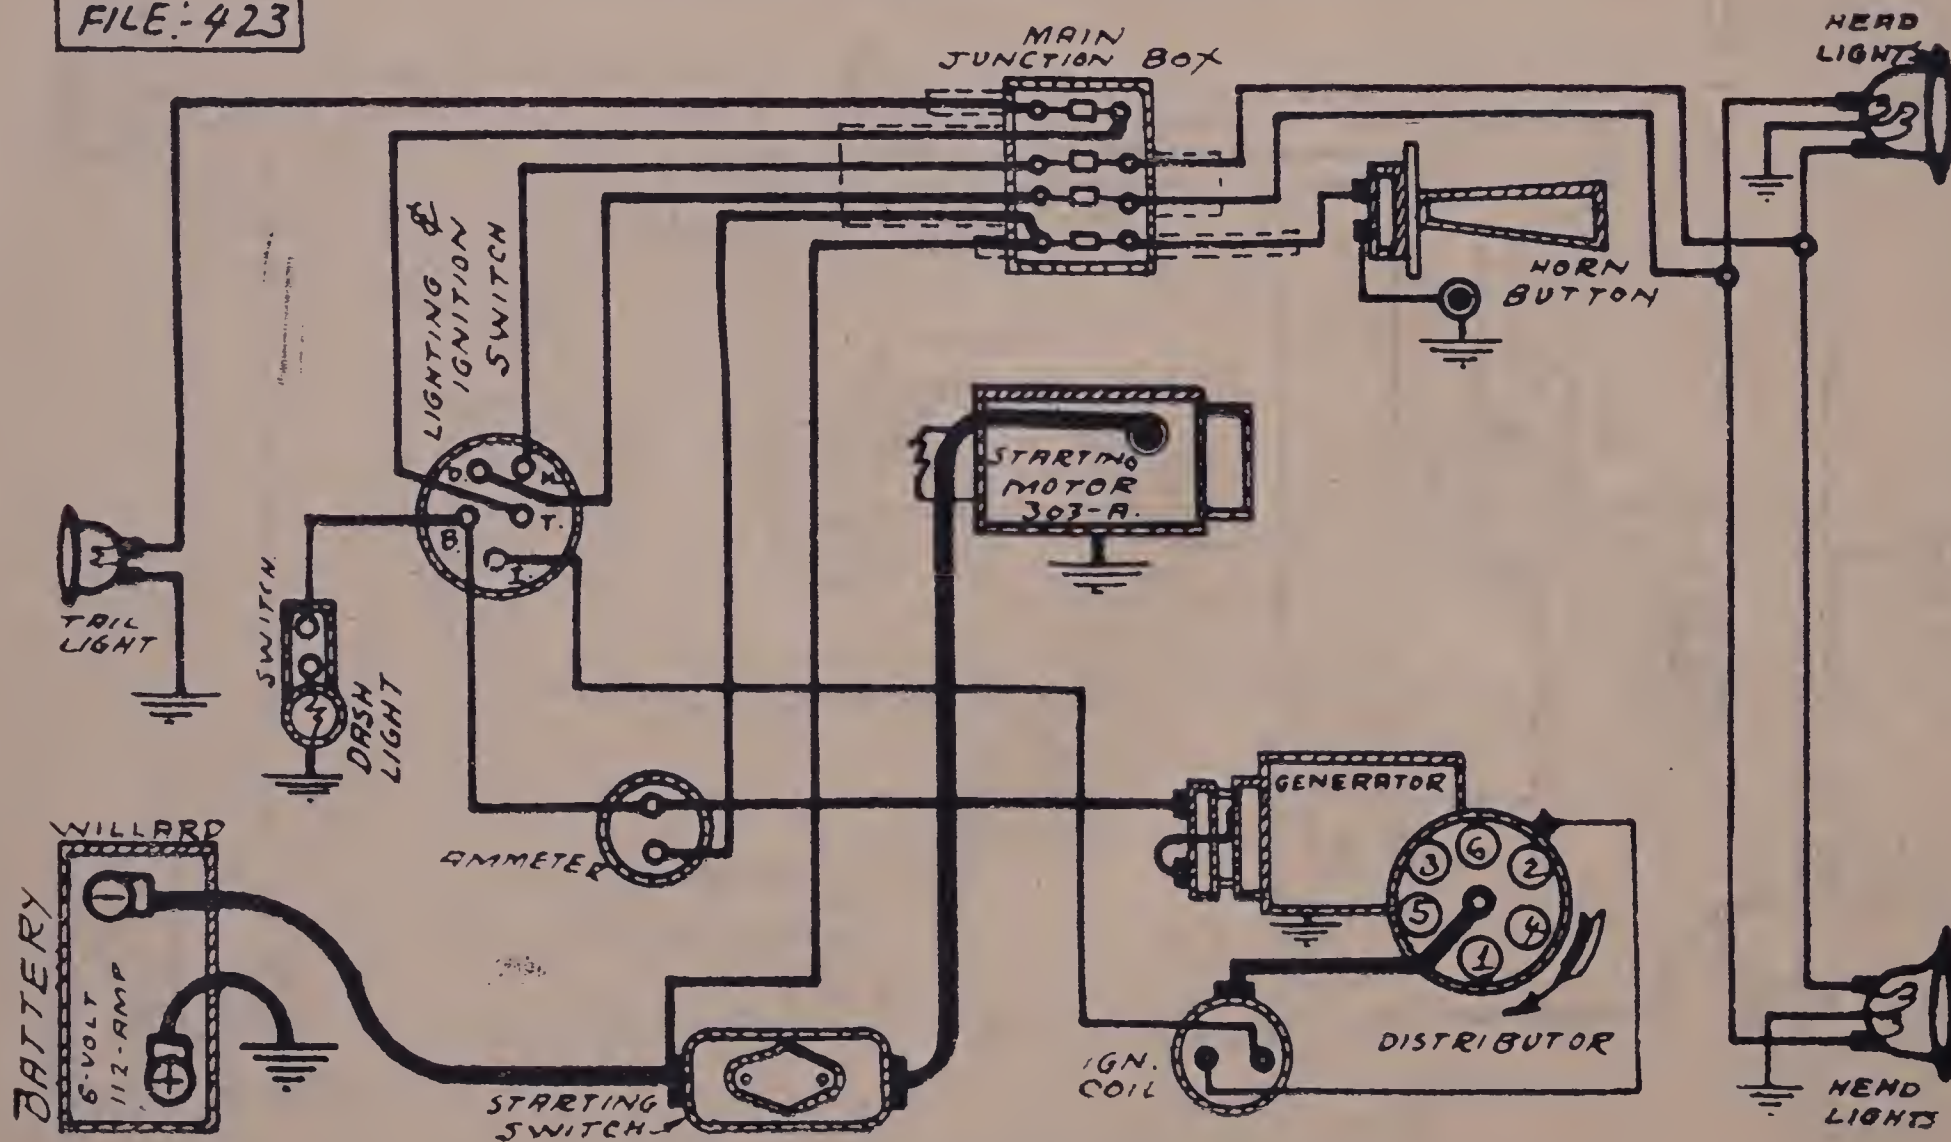 FILE:-423
MAIN
JUNCTION BOX
HEAD
LIGHTS
LIGHTING &
IGNITION
SWITCH
HORN
BUTTON
STARTING
MOTOR
303-A.
D.
H.
T.
B.
I.
TAIL
LIGHT
SWITCH
DASH
LIGHT
GENERATOR
WILLARD
BATTERY
6-VOLT
112-AMP
AMMETER
3
6
2
5
4
1
DISTRIBUTOR
IGN.
COIL
STARTING
SWITCH
HEAD
LIGHTS